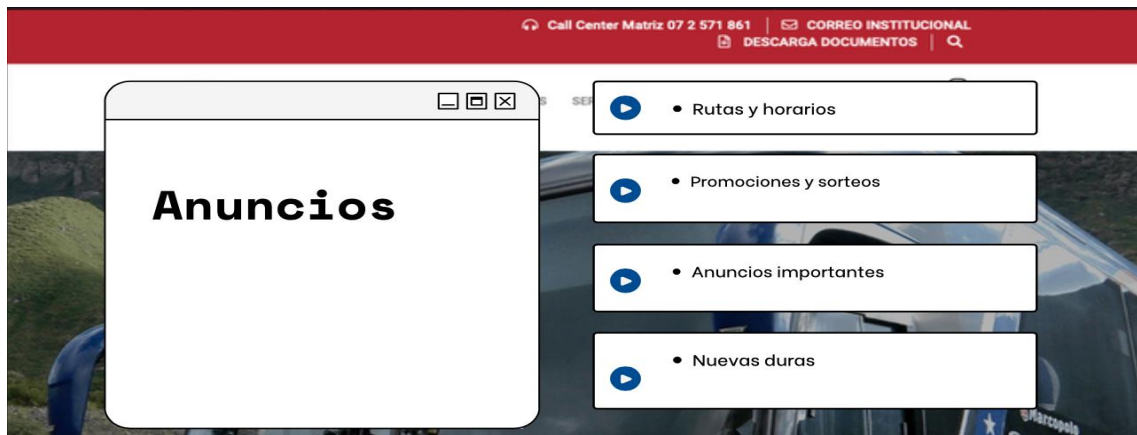 Call Center Matriz 07 2 571 861 | CORREO INSTITUCIONAL
DESCARGA DOCUMENTOS
Anuncios
• Rutas y horarios
• Promociones y sorteos
• Anuncios importantes
• Nuevas duras
Marcopolo